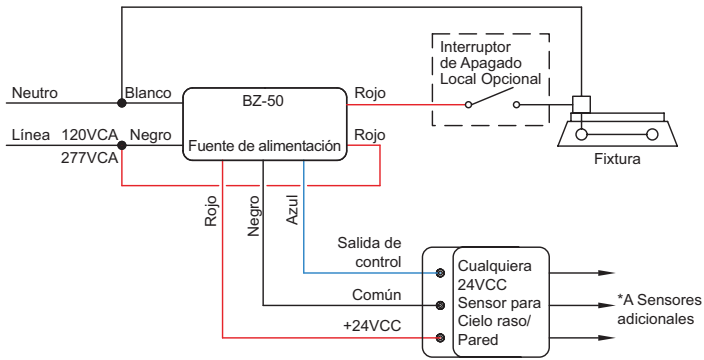 Interruptor
de Apagado
Local Opcional
Neutro
Blanco
BZ-50
Rojo
Línea
120VCA
277VCA
Negro
Fuente de alimentación
Rojo
Fixtura
Rojo
Negro
Azul
Salida de
control
Común
+24VCC
Cualquiera
24VCC
Sensor para
Cielo raso/
Pared
*A Sensores
adicionales